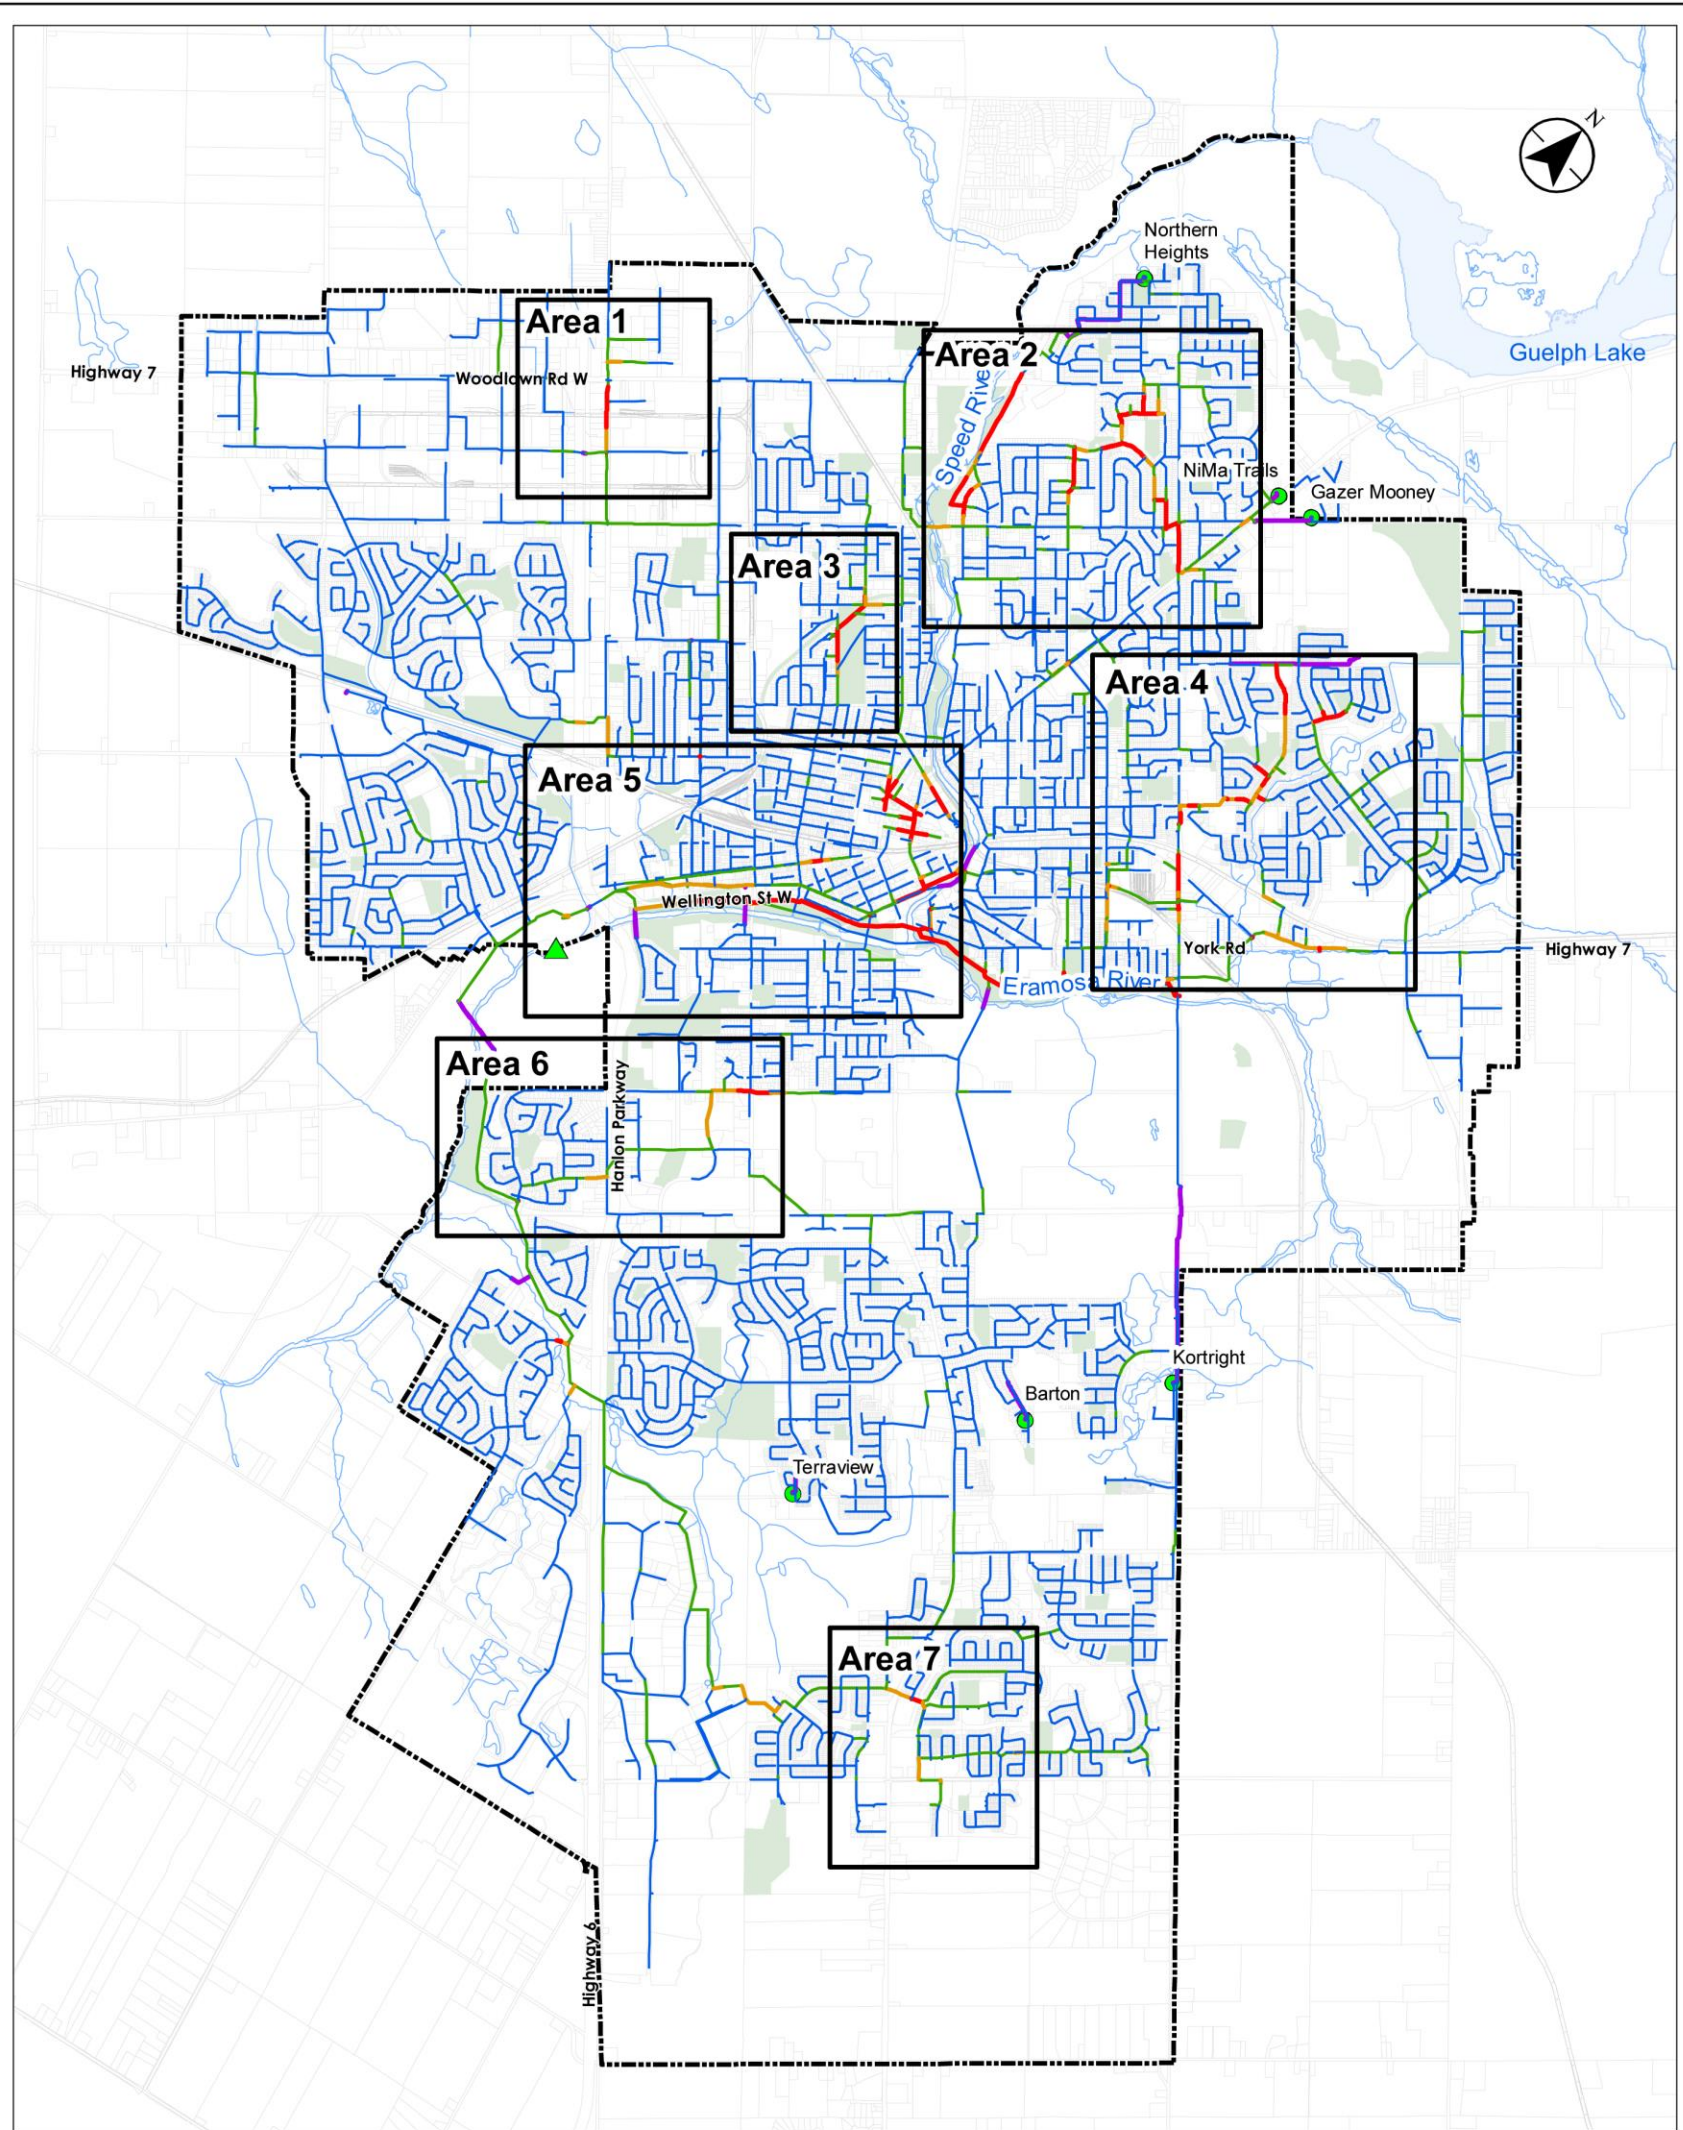 N
Northern
Heights
Area 1
Guelph Lake
Area 2
Highway 7
Woodlawn Rd W
Speed River
NiMa Trails
Gazer Mooney
Area 3
Area 4
Area 5
Wellington St W
York Rd
Highway 7
Eramosa River
Area 6
Hanlon Parkway
Kortright
Barton
Terraview
Area 7
Highway 6